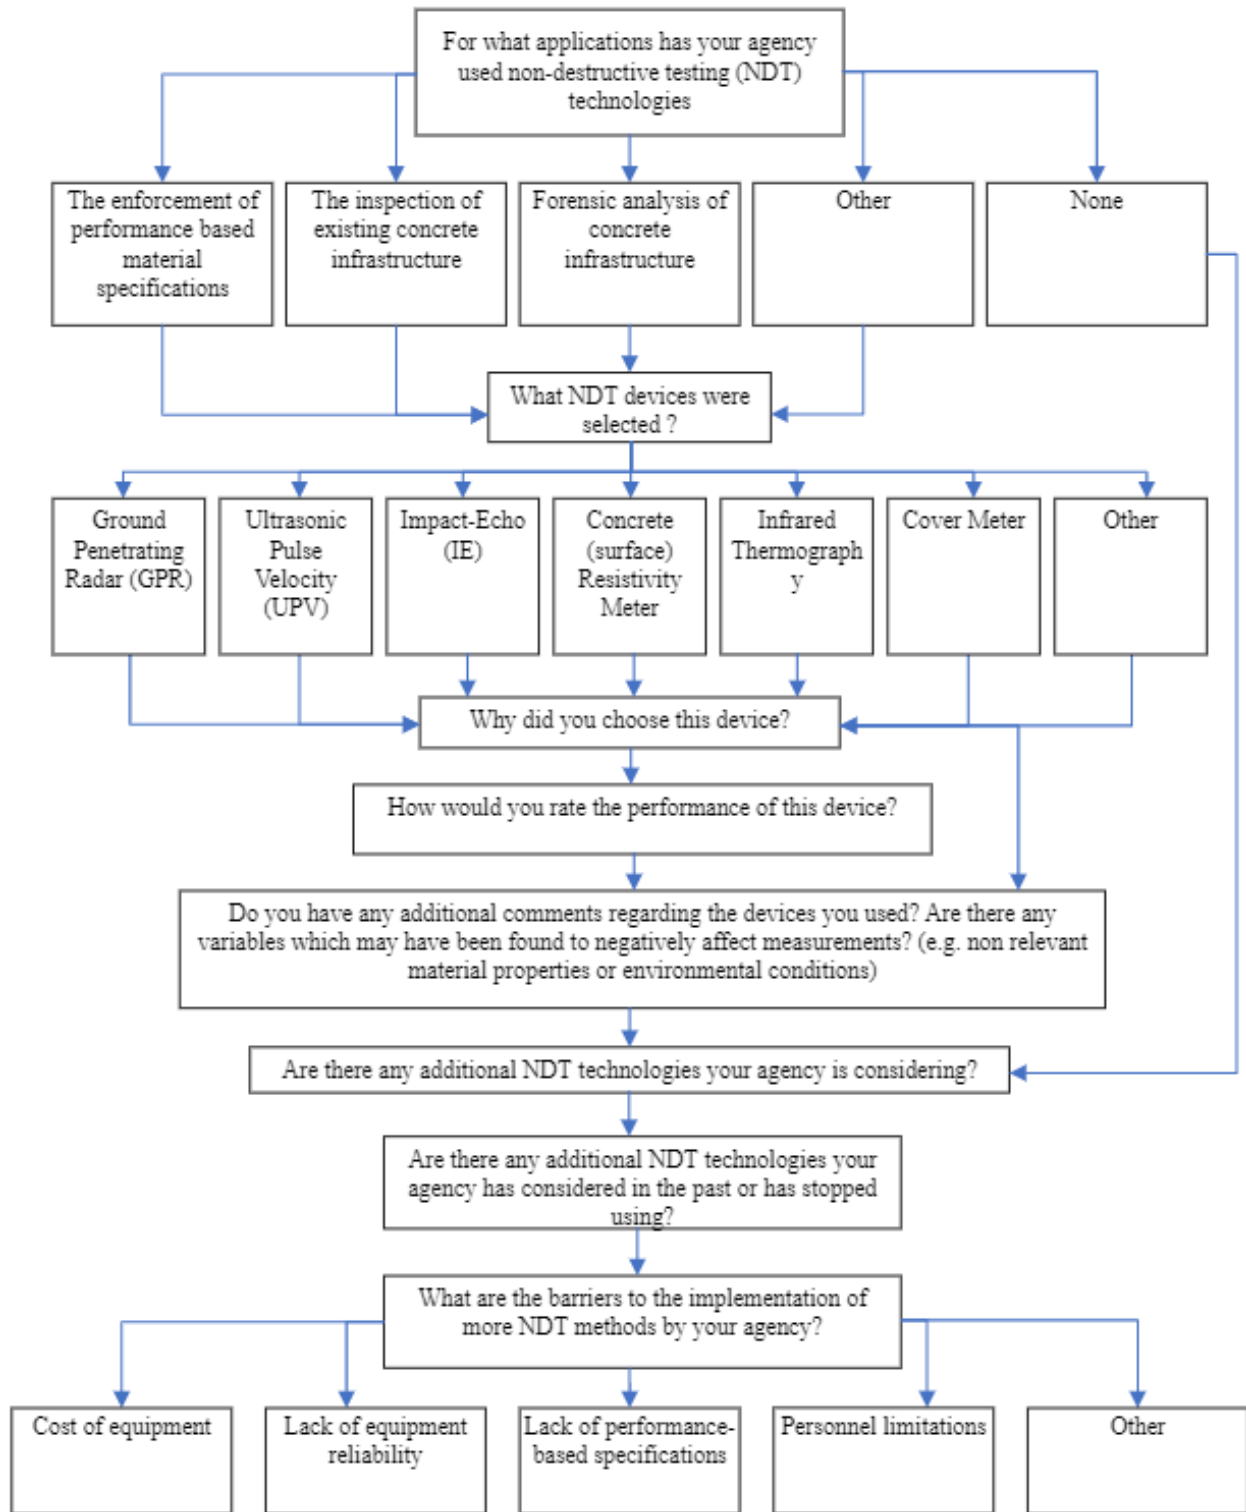 For what applications has your agency
used non-destructive testing (NDT)
technologies
The enforcement of
performance based
material
specifications
The inspection of
existing concrete
infrastructure
Forensic analysis of
concrete
infrastructure
Other
None
What NDT devices were
selected ?
Ground
Penetrating
Radar (GPR)
Ultrasonic
Pulse
Velocity
(UPV)
Impact-Echo
(IE)
Concrete
(surface)
Resistivity
Meter
Infrared
Thermograph
y
Cover Meter
Other
Why did you choose this device?
How would you rate the performance of this device?
Do you have any additional comments regarding the devices you used? Are there any
variables which may have been found to negatively affect measurements? (e.g. non relevant
material properties or environmental conditions)
Are there any additional NDT technologies your agency is considering?
Are there any additional NDT technologies your
agency has considered in the past or has stopped
using?
What are the barriers to the implementation of
more NDT methods by your agency?
Cost of equipment
Lack of equipment
reliability
Lack of performance-
based specifications
Personnel limitations
Other